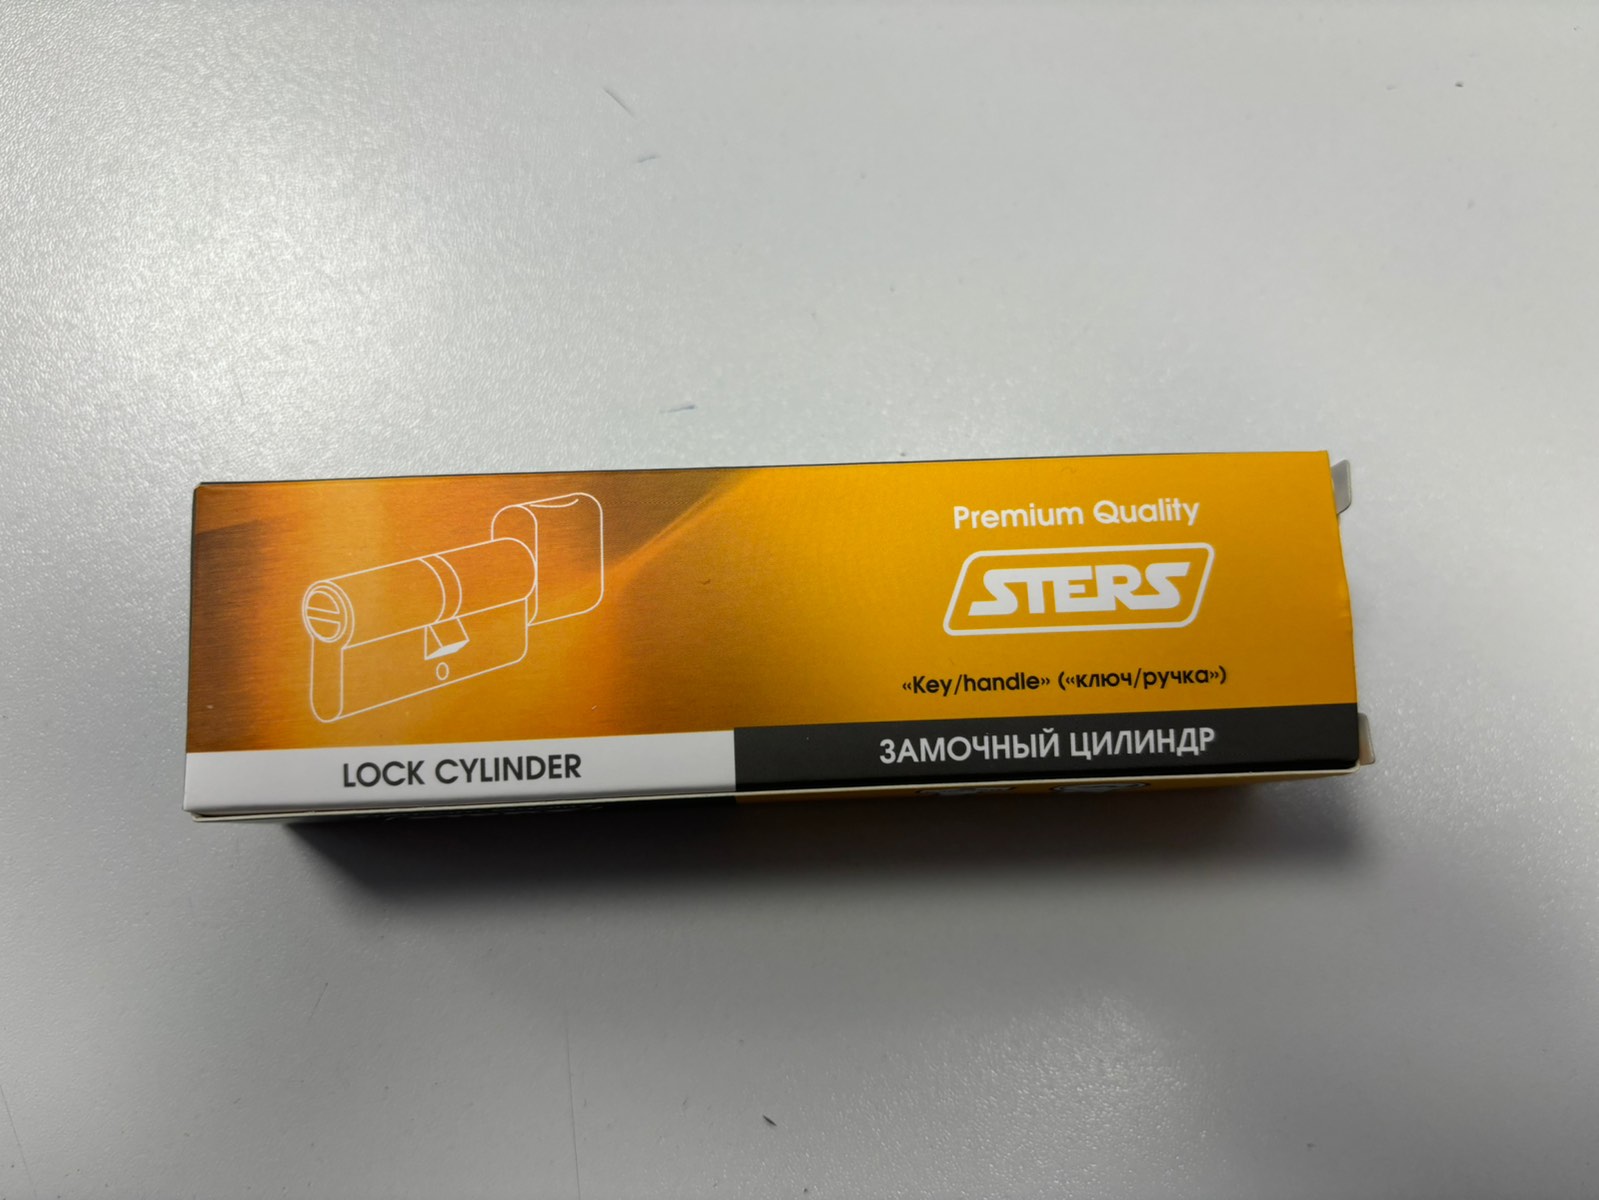 Premium Quality
STERS
«Key/handle» («ключ/ручка»)
LOCK CYLINDER
ЗАМОЧНЫЙ ЦИЛИНДР